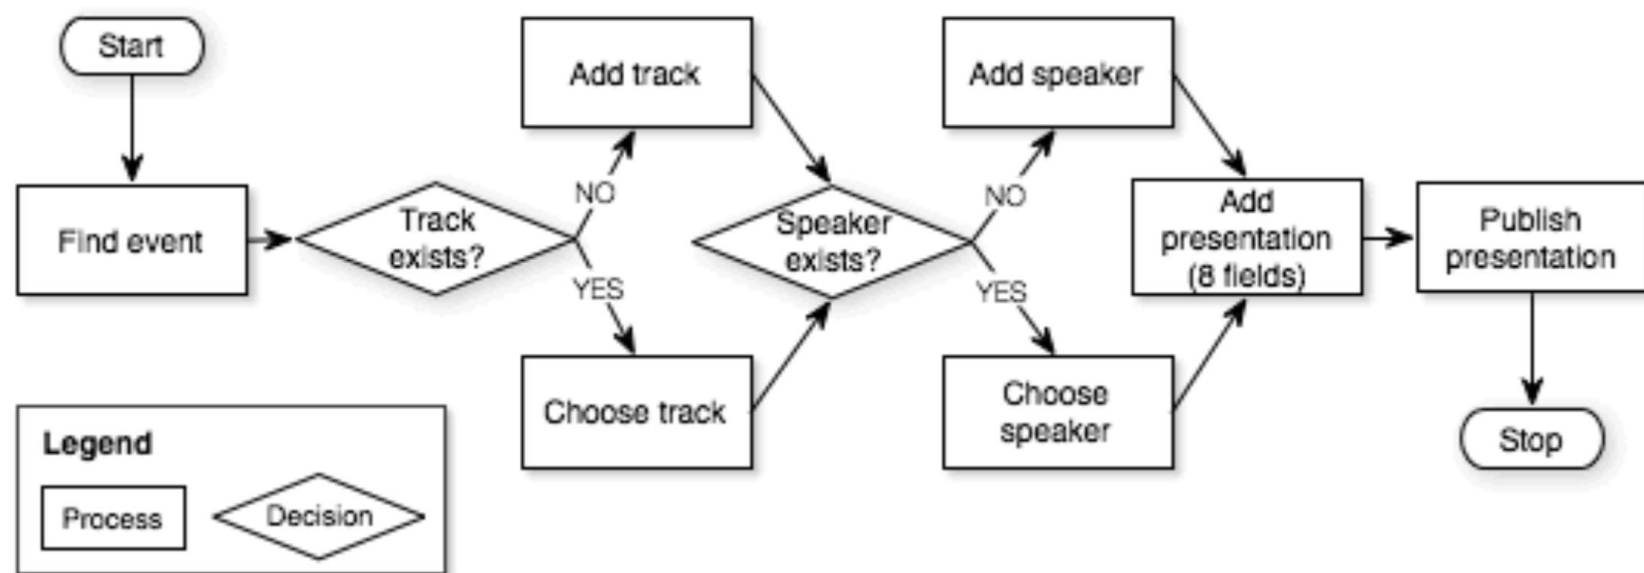 Start
Find event
Track
exists?
NO
YES
Add track
Choose track
Speaker
exists?
NO
YES
Add speaker
Choose
speaker
Add
presentation
(8 fields)
Publish
presentation
Stop
Legend
Process
Decision